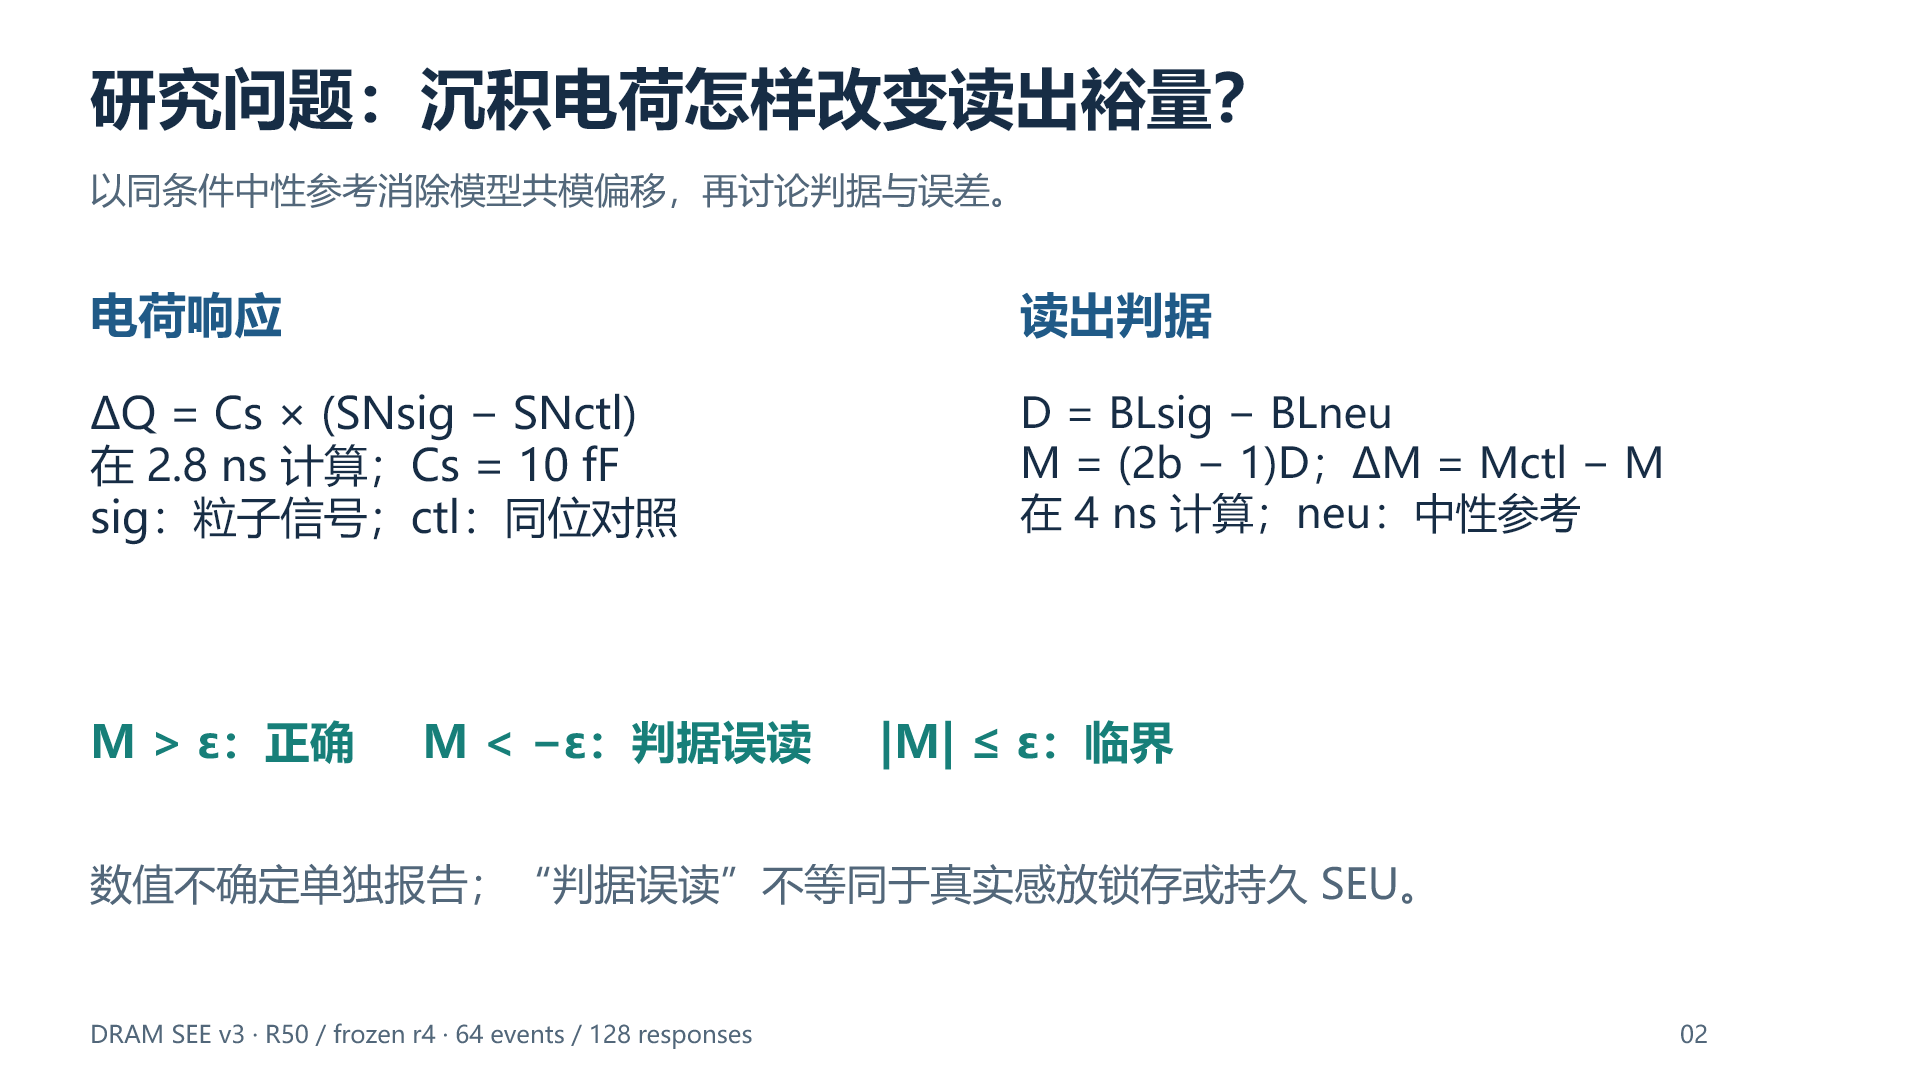 研究问题：沉积电荷怎样改变读出裕量？
以同条件中性参考消除模型共模偏移，再讨论判据与误差。
电荷响应
ΔQ = Cs × (SNsig − SNctl)
在 2.8 ns 计算；Cs = 10 fF
sig：粒子信号；ctl：同位对照
读出判据
D = BLsig − BLneu
M = (2b − 1)D；ΔM = Mctl − M
在 4 ns 计算；neu：中性参考
M > ε：正确　M < −ε：判据误读　|M| ≤ ε：临界
数值不确定单独报告；“判据误读”不等同于真实感放锁存或持久 SEU。
DRAM SEE v3 · R50 / frozen r4 · 64 events / 128 responses
02